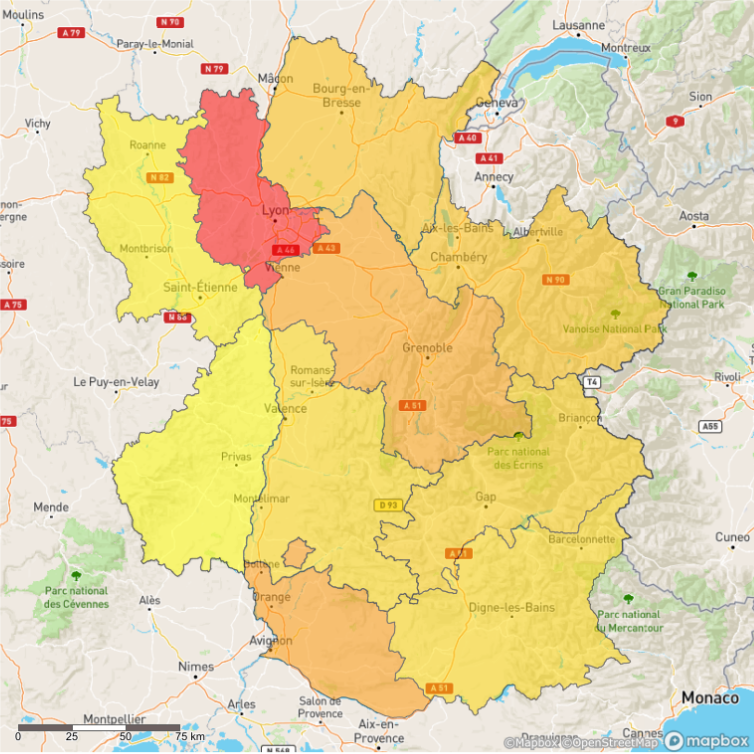 Moulins
N 70
A 79
Paray-le-Monial
Lausanne
Montreux
N 79
Mâcon
Bourg-en-
Bresse
Geneva
Sion
9
Vichy
Roanne
A 40
A 41
Annecy
N 82
Lyon
Aosta
Aix-les-Bains
Albertville
A 46
A 43
Montbrison
Chambéry
Vienne
N 90
Gran Paradiso
National Park
Saint-Étienne
A 75
N 88
Vanoise National Park
Grenoble
Le Puy-en-Velay
Romans-
sur-Isère
T4
Rivoli
Valence
A 51
75
Briançon
A55
Privas
Parc national
des Écrins
Montélimar
Gap
Mende
D 93
Cuneo
Barcelonnette
A 51
Bollène
Parc national
des Cévennes
Alès
Orange
Digne-les-Bains
Parc national
du Mercantour
Avignon
Nimes
A 51
Monaco
Arles
Salon de
Provence
Montpellier
Aix-en-
Provence
Draguignan
Cannes
0 25 50 75 km
N 568
© Mapbox © OpenStreetMap
mapbox